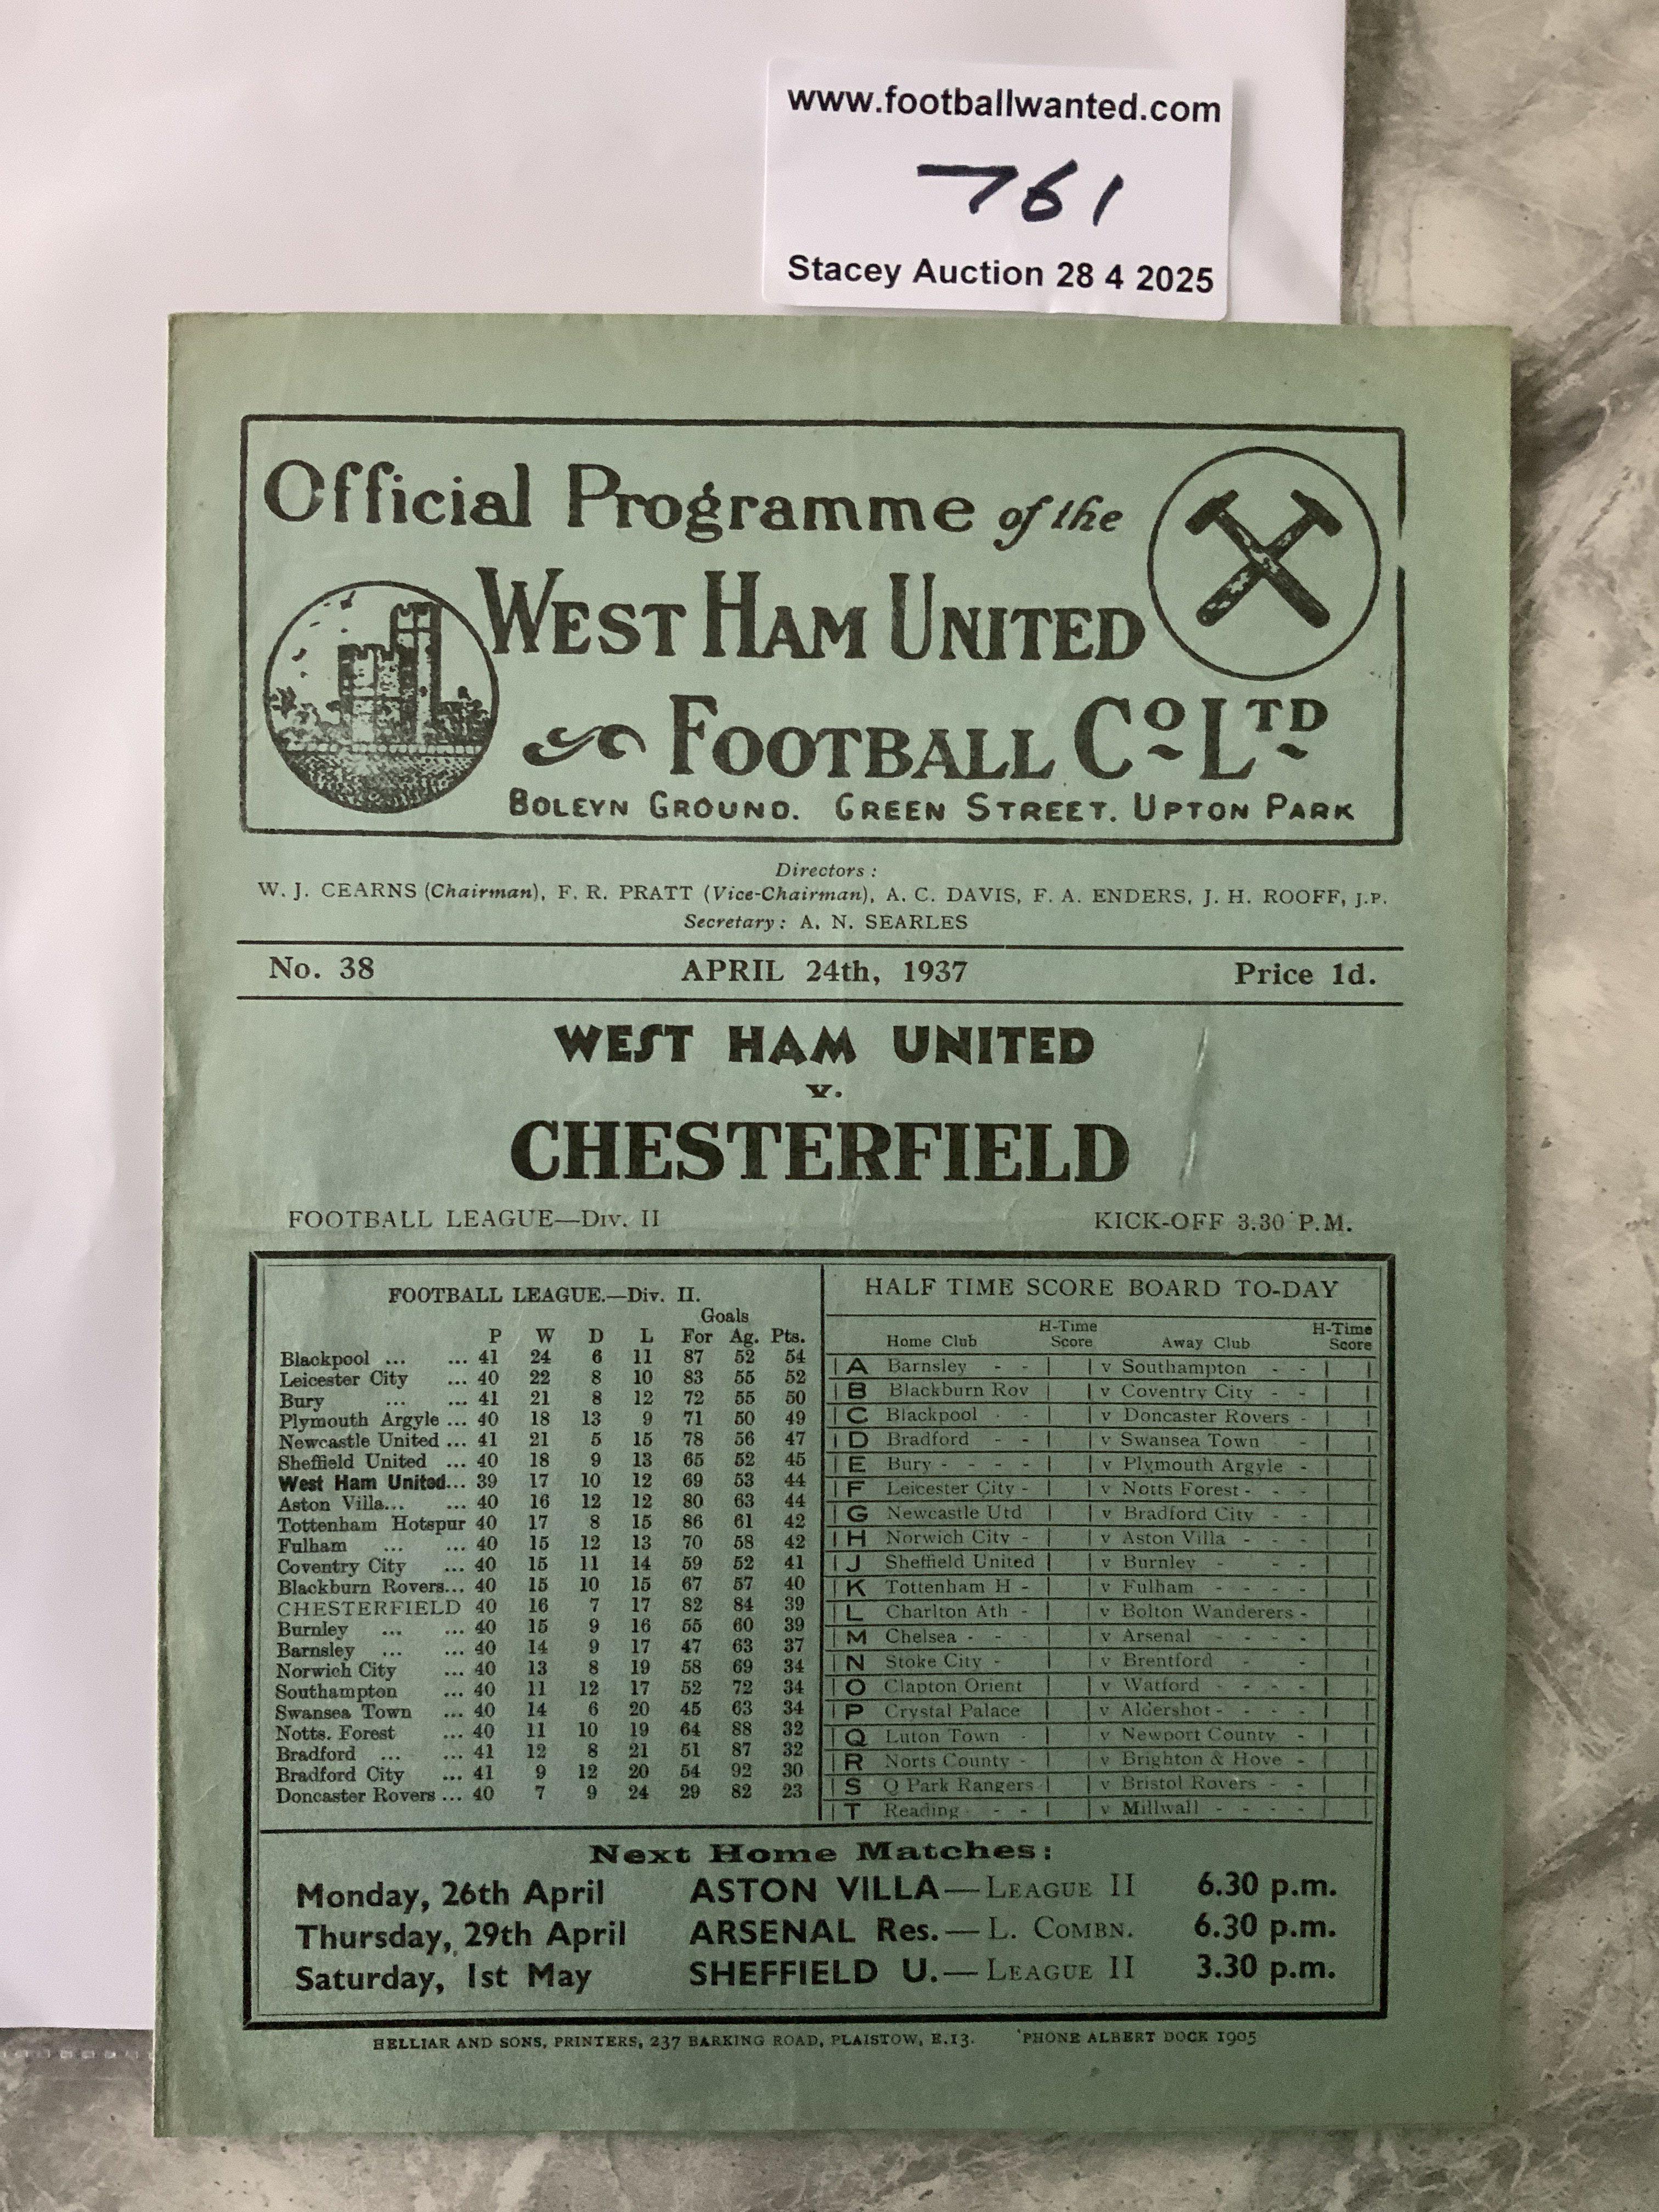 www.footballwanted.com
761
Stacey Auction 28 4 2025
Official Programme of the
WEST HAM UNITED
FOOTBALL CO LTD
BOLEYN GROUND. GREEN STREET. UPTON PARK
Directors :
W. J. CEARNS (Chairman), F. R. PRATT (Vice-Chairman), A. C. DAVIS, F. A. ENDERS, J. H. ROOFF, J.P.
Secretary : A. N. SEARLES
No. 38 APRIL 24th, 1937 Price 1d.
WEST HAM UNITED
v.
CHESTERFIELD
FOOTBALL LEAGUE—Div. II KICK-OFF 3.30 P.M.
FOOTBALL LEAGUE.—Div. II.
Goals
P W D L For Ag. Pts.
Blackpool ... ... 41 24 6 11 87 52 54
Leicester City ... 40 22 8 10 83 55 52
Bury ... ... 41 21 8 12 72 55 50
Plymouth Argyle ... 40 18 13 9 71 50 49
Newcastle United ... 41 21 5 15 78 56 47
Sheffield United ... 40 18 9 13 65 52 45
West Ham United... 39 17 10 12 69 53 44
Aston Villa... ... 40 16 12 12 80 63 44
Tottenham Hotspur 40 17 8 15 86 61 42
Fulham ... ... 40 15 12 13 70 58 42
Coventry City ... 40 15 11 14 59 52 41
Blackburn Rovers... 40 15 10 15 67 57 40
CHESTERFIELD 40 16 7 17 82 84 39
Burnley ... ... 40 15 9 16 55 60 39
Barnsley ... ... 40 14 9 17 47 63 37
Norwich City ... 40 13 8 19 58 69 34
Southampton ... 40 11 12 17 52 72 34
Swansea Town ... 40 14 6 20 45 63 34
Notts. Forest ... 40 11 10 19 64 88 32
Bradford ... ... 41 12 8 21 51 87 32
Bradford City ... 41 9 12 20 54 92 30
Doncaster Rovers ... 40 7 9 24 29 82 23
HALF TIME SCORE BOARD TO-DAY
Home Club H-Time Score Away Club H-Time Score
A Barnsley - - v Southampton - -
B Blackburn Rov v Coventry City - -
C Blackpool - - v Doncaster Rovers -
D Bradford - - v Swansea Town -
E Bury - - - - v Plymouth Argyle -
F Leicester City - v Notts Forest - -
G Newcastle Utd v Bradford City - -
H Norwich City - v Aston Villa - - -
J Sheffield United v Burnley - - -
K Tottenham H - v Fulham - - - -
L Charlton Ath - v Bolton Wanderers -
M Chelsea - - - v Arsenal - - - -
N Stoke City - v Brentford - -
O Clapton Orient v Watford - - - -
P Crystal Palace v Aldershot - - - -
Q Luton Town - v Newport County -
R Norts County - v Brighton & Hove -
S Q Park Rangers v Bristol Rovers - -
T Reading - - v Millwall - - - -
Next Home Matches:
Monday, 26th April ASTON VILLA—LEAGUE II 6.30 p.m.
Thursday, 29th April ARSENAL Res.—L. COMBN. 6.30 p.m.
Saturday, 1st May SHEFFIELD U.—LEAGUE II 3.30 p.m.
HELLIAR AND SONS, PRINTERS, 237 BARKING ROAD, PLAISTOW, E.13. 'PHONE ALBERT DOCK 1905